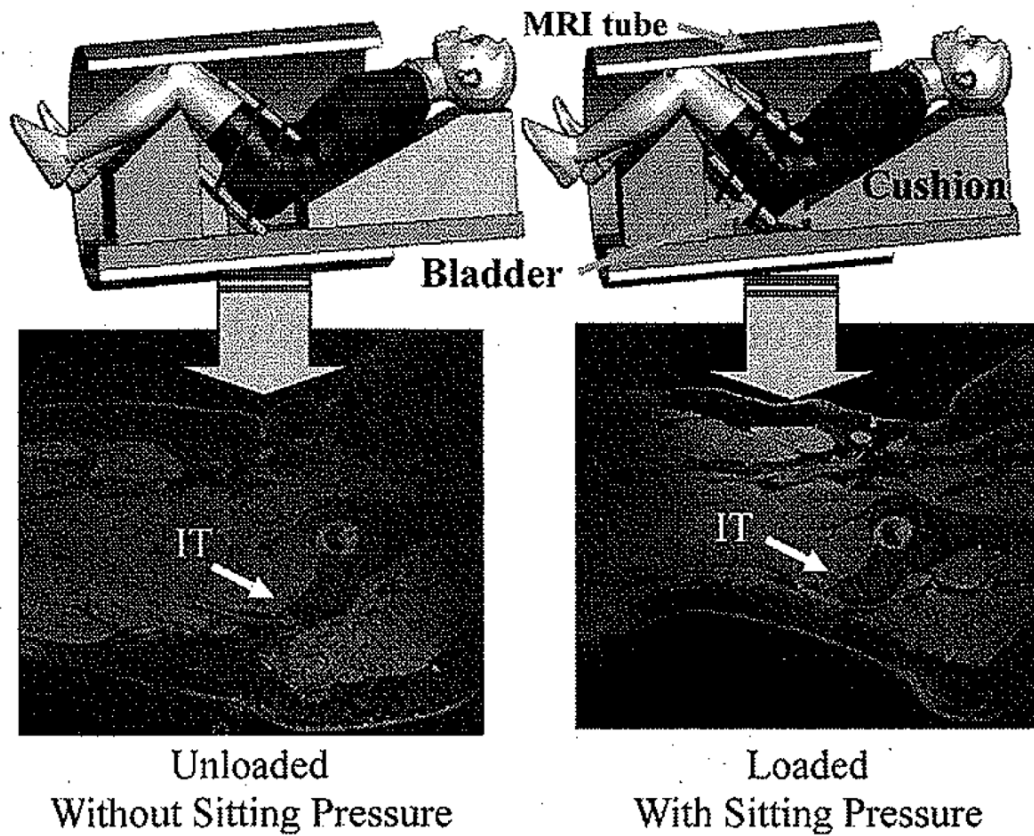 MRI tube
Cushion
Bladder
IT
IT
Unloaded
Without Sitting Pressure
Loaded
With Sitting Pressure